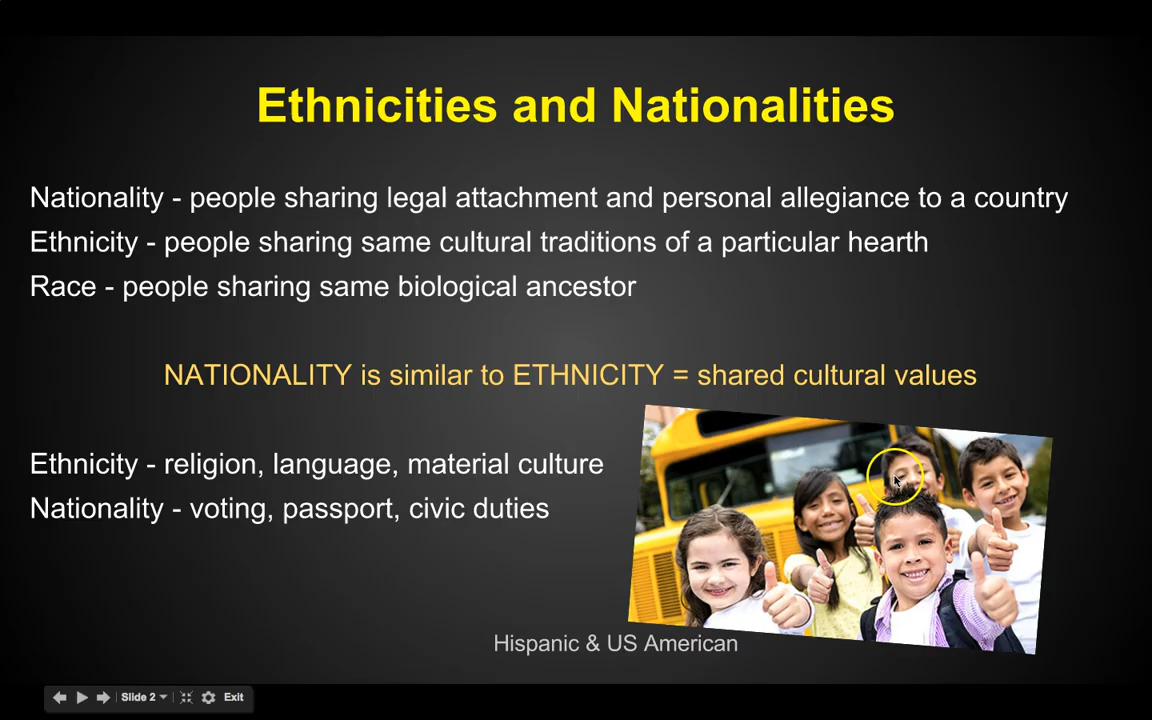 Ethnicities and Nationalities
Nationality - people sharing legal attachment and personal allegiance to a country
Ethnicity - people sharing same cultural traditions of a particular hearth
Race - people sharing same biological ancestor
NATIONALITY is similar to ETHNICITY = shared cultural values
Ethnicity - religion, language, material culture
Nationality - voting, passport, civic duties
Hispanic & US American
Slide 2 Exit